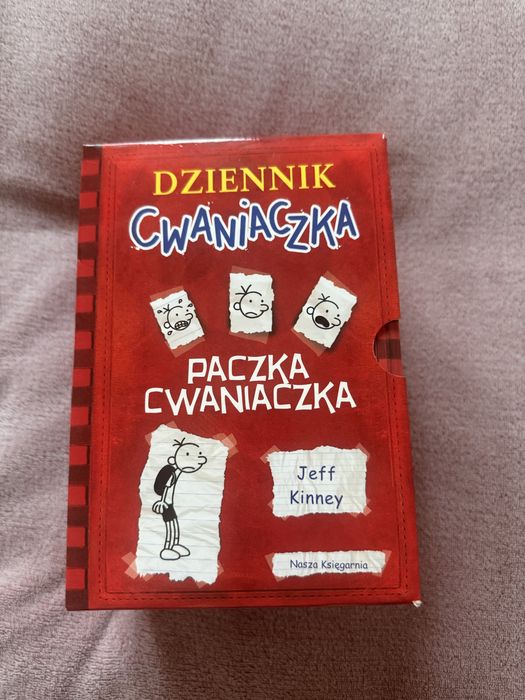 DZIENNIK
CWANIACZKA
PACZKA
CWANIACZKA
Jeff
Kinney
Nasza Księgarnia